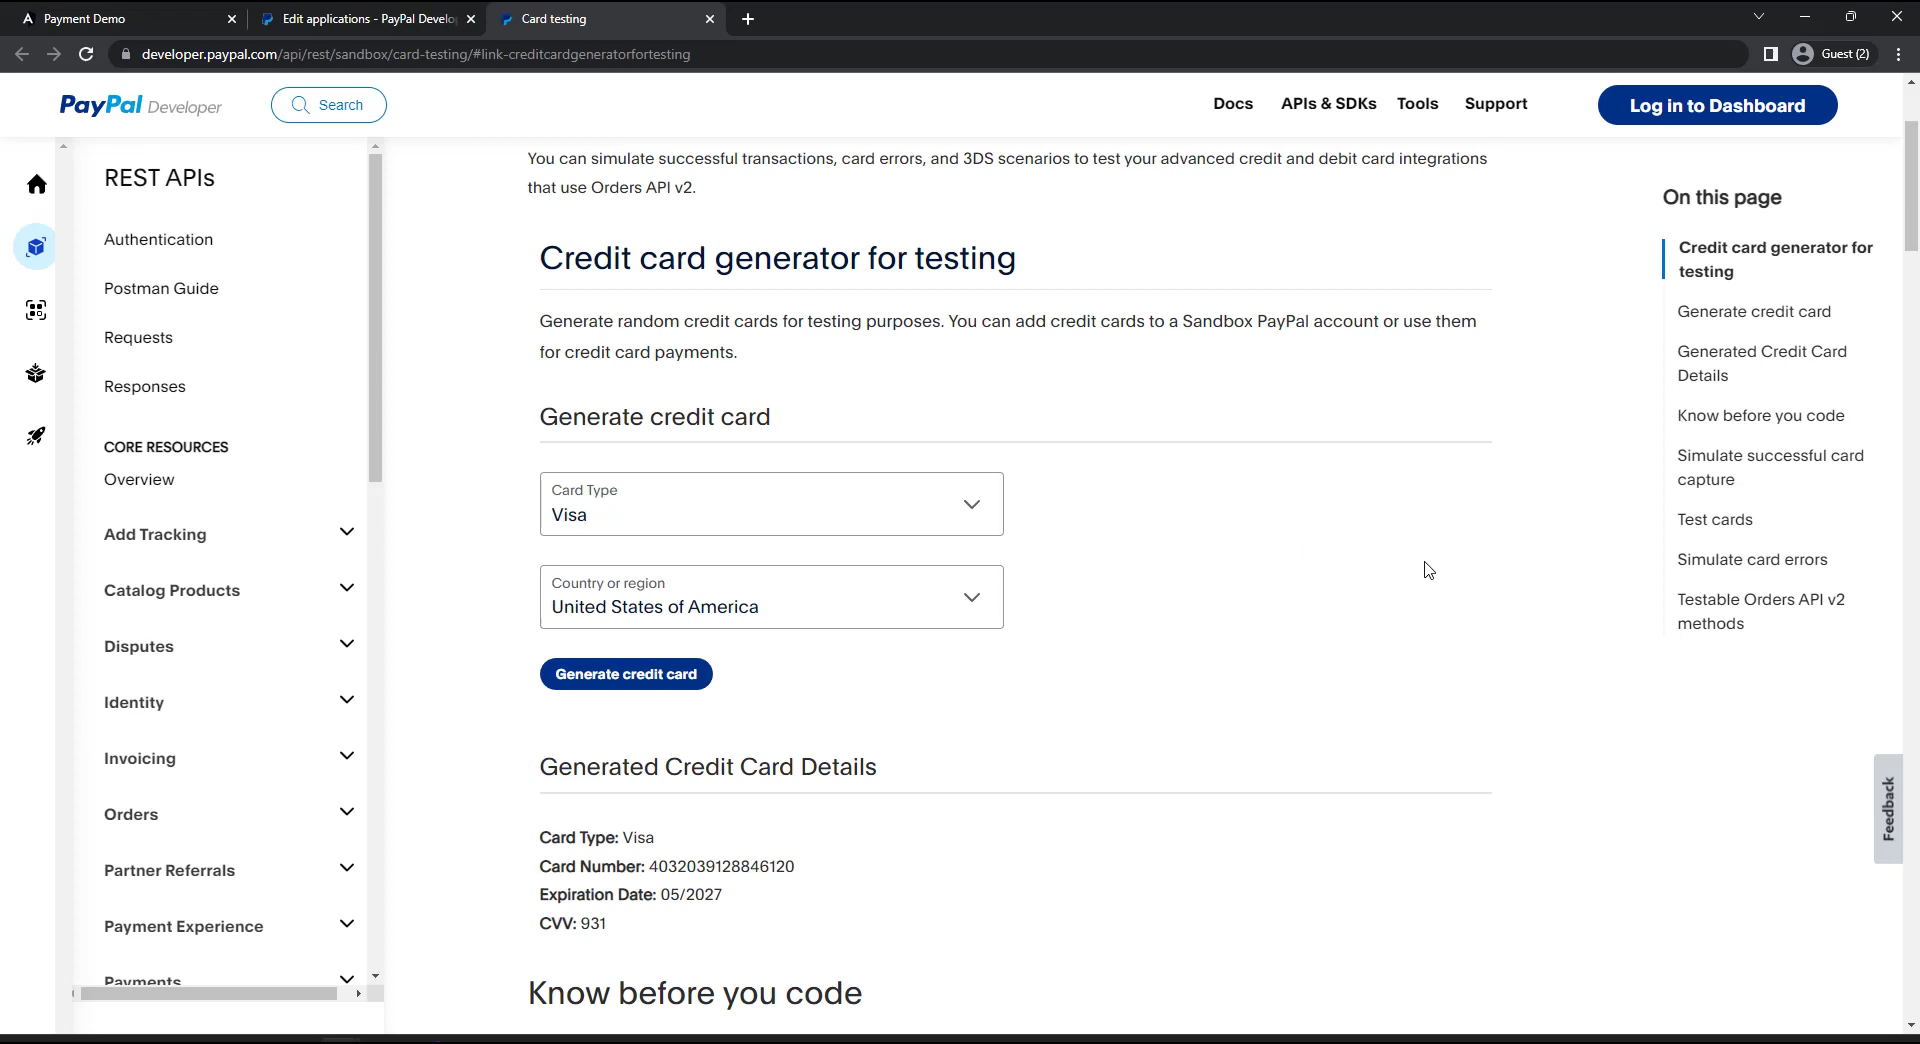 Payment Demo
Edit applications - PayPal Develo
Card testing
developer.paypal.com/api/rest/sandbox/card-testing/#link-creditcardgeneratorfortesting
Guest (2)
PayPal Developer
Search
Docs
APIs & SDKs
Tools
Support
Log in to Dashboard
REST APIs
Authentication
Postman Guide
Requests
Responses
CORE RESOURCES
Overview
Add Tracking
Catalog Products
Disputes
Identity
Invoicing
Orders
Partner Referrals
Payment Experience
Payments
You can simulate successful transactions, card errors, and 3DS scenarios to test your advanced credit and debit card integrations
that use Orders API v2.
Credit card generator for testing
Generate random credit cards for testing purposes. You can add credit cards to a Sandbox PayPal account or use them
for credit card payments.
Generate credit card
Card Type
Visa
Country or region
United States of America
Generate credit card
Generated Credit Card Details
Card Type: Visa
Card Number: 4032039128846120
Expiration Date: 05/2027
CVV: 931
Know before you code
On this page
Credit card generator for
testing
Generate credit card
Generated Credit Card
Details
Know before you code
Simulate successful card
capture
Test cards
Simulate card errors
Testable Orders API v2
methods
Feedback